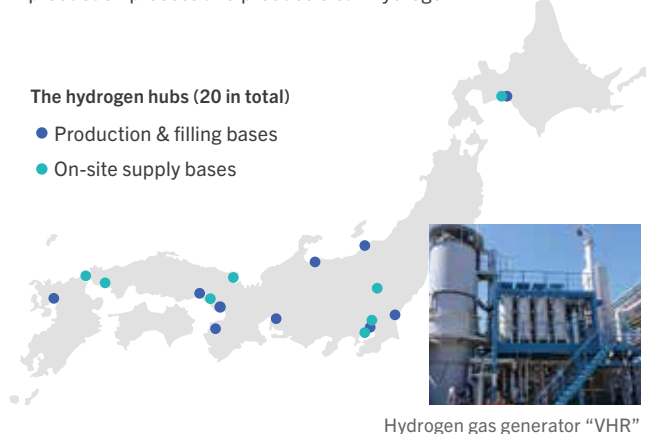 The hydrogen hubs (20 in total)
Production & filling bases
On-site supply bases
Hydrogen gas generator “VHR”